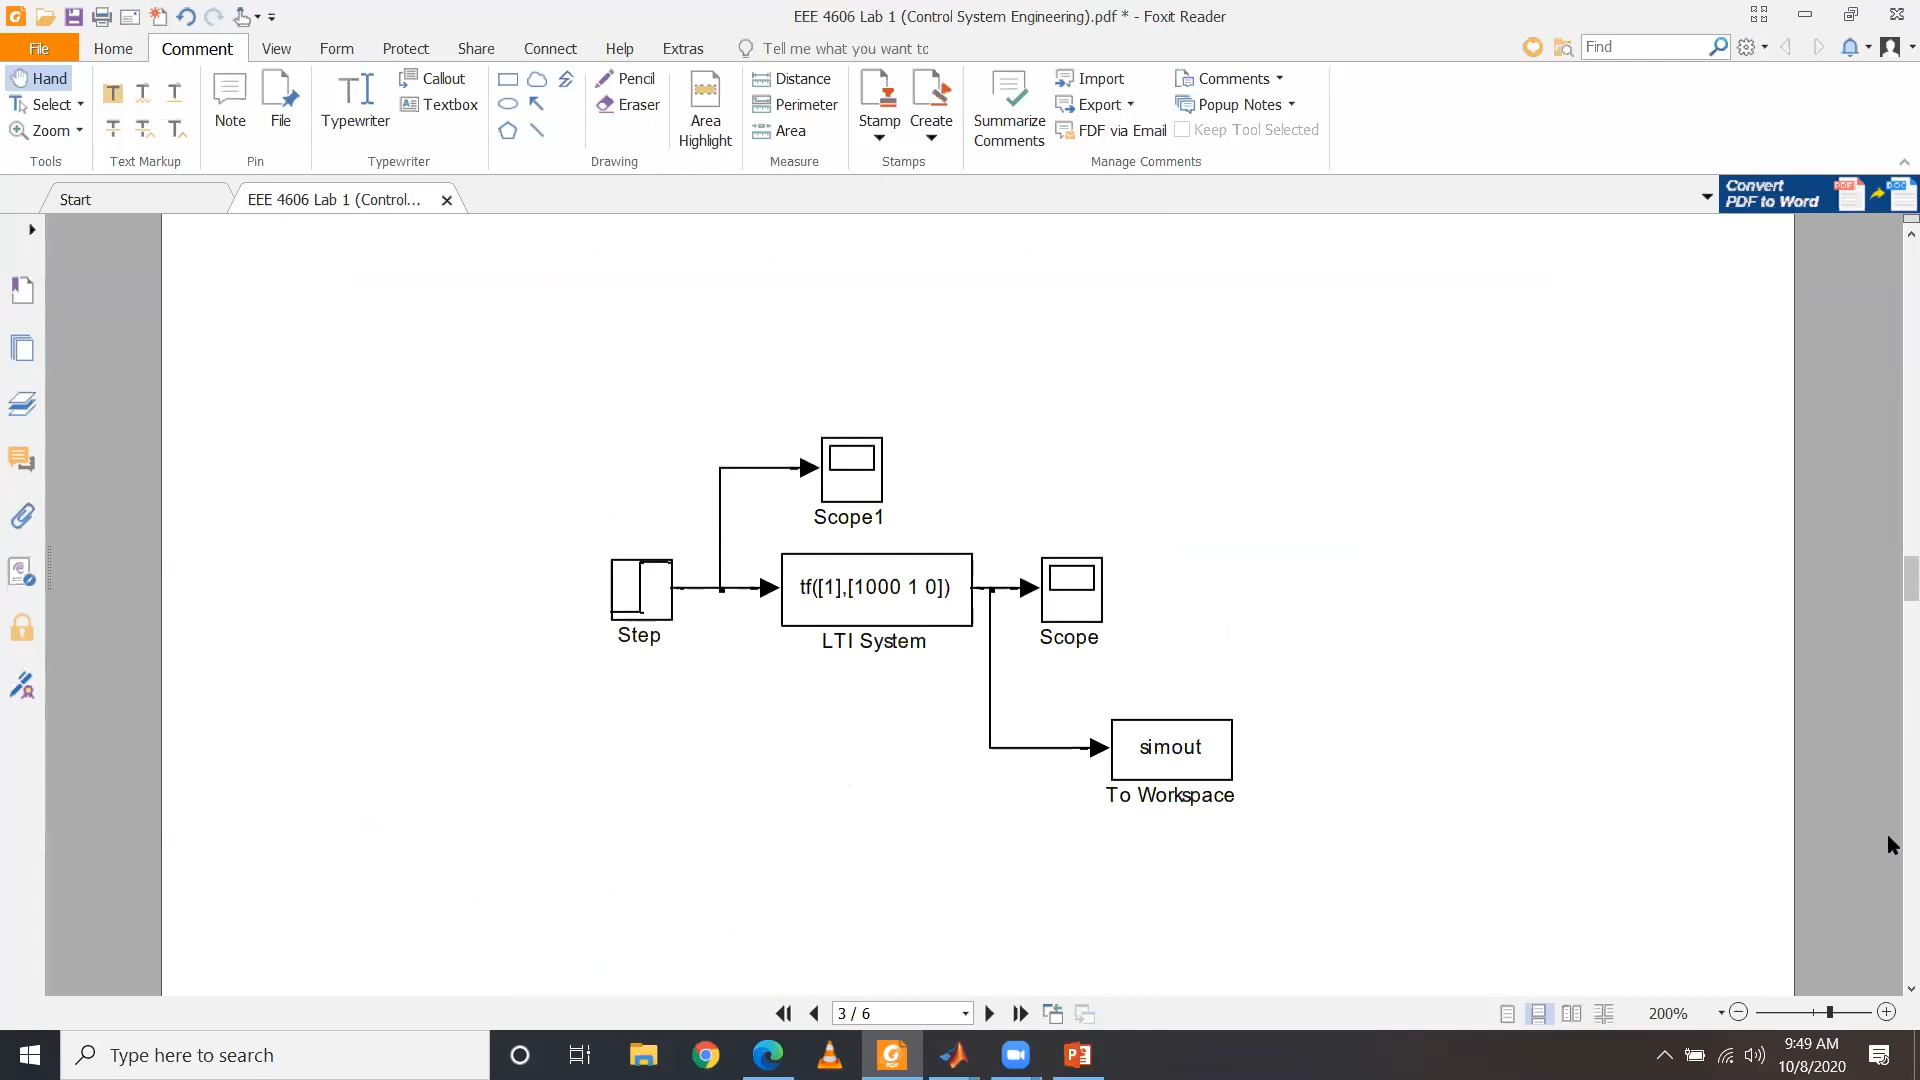 EEE 4606 Lab 1 (Control System Engineering).pdf * - Foxit Reader
File Home Comment View Form Protect Share Connect Help Extras Tell me what you want to Find
Hand
Select
Zoom
Tools
Text Markup
Note
File
Pin
Typewriter
Callout
Textbox
Typewriter
Pencil
Eraser
Drawing
Area
Highlight
Distance
Perimeter
Area
Measure
Stamp
Create
Stamps
Summarize
Comments
Import
Export
FDF via Email
Comments
Popup Notes
Keep Tool Selected
Manage Comments
Start
EEE 4606 Lab 1 (Control...
Convert
PDF to Word
PDF
DOC
Scope1
Step
tf([1],[1000 1 0])
LTI System
Scope
simout
To Workspace
3 / 6
200%
Type here to search
9:49 AM
10/8/2020